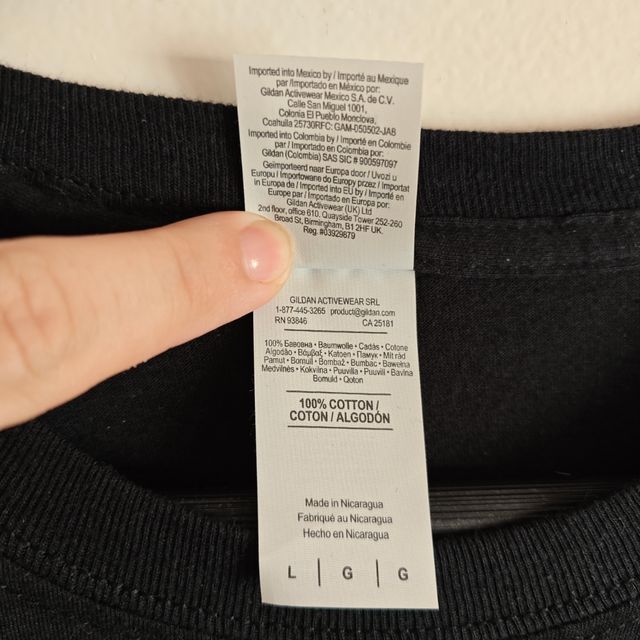 Imported into Mexico by / Importé au Mexique
par / Importado en México por:
Gildan Activewear Mexico S.A. de C.V.
Calle San Miguel 1001,
Colonia El Pueblo Monclova,
Coahuila 25730RFC: GAM-050502-JA8
Imported into Colombia by / Importé en Colombie
par / Importado en Colombia por:
Gildan (Colombia) SAS SIC # 900597097
Geïmporteerd naar Europa door / Uvozi u
Europu / Importowane do Europy przez / Importat
in Europa de / Imported into EU by / Importé en
Europe par / Importado en Europa por:
Gildan Activewear (UK) Ltd
2nd floor, office 610. Quayside Tower 252-260
Broad St, Birmingham, B1 2HF UK.
Reg. #03929679
GILDAN ACTIVEWEAR SRL
1-877-445-3265 product@gildan.com
RN 93846 CA 25181
100% Бавовна • Baumwolle • Cadás • Cotone
Algodão • Βάμβαξ • Katoen • Памук • Mit rád
Pamut • Bomull • Bombaž • Bumbac • Bawełna
Medvilnės • Kokvilna • Puuvilla • Puuvill • Bavlna
Bomuld • Qoton
100% COTTON /
COTON / ALGODÓN
Made in Nicaragua
Fabriqué au Nicaragua
Hecho en Nicaragua
L | G | G